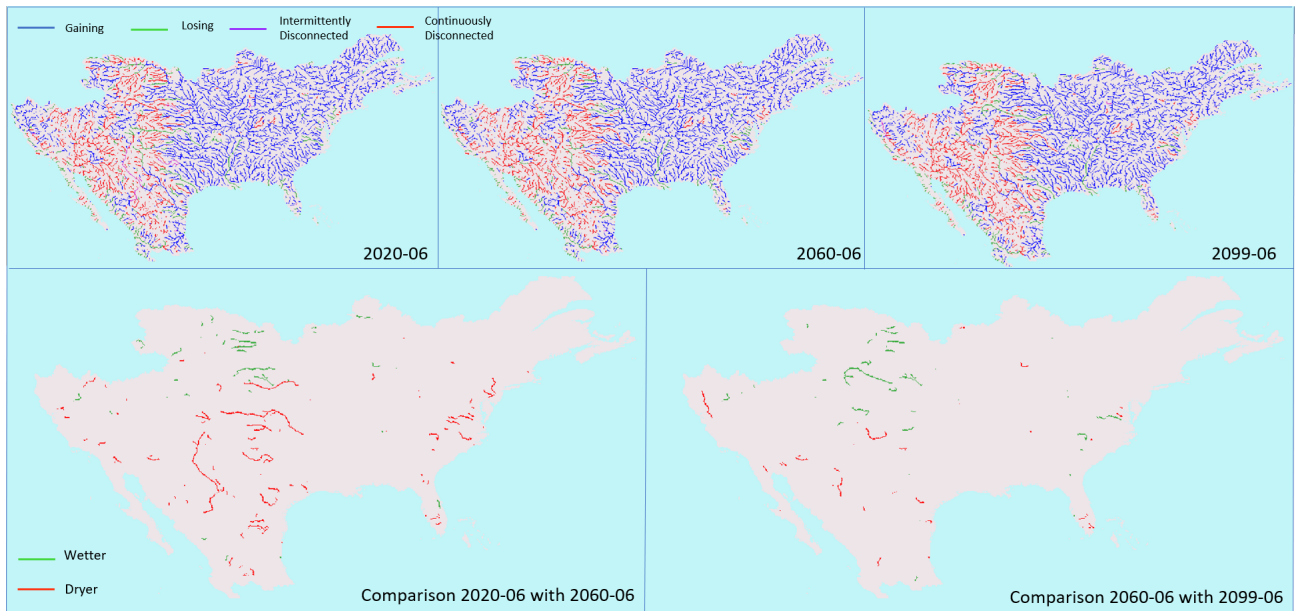 Gaining
Losing
Intermittently
Disconnected
Continuously
Disconnected
2020-06
2060-06
2099-06
Wetter
Dryer
Comparison 2020-06 with 2060-06
Comparison 2060-06 with 2099-06